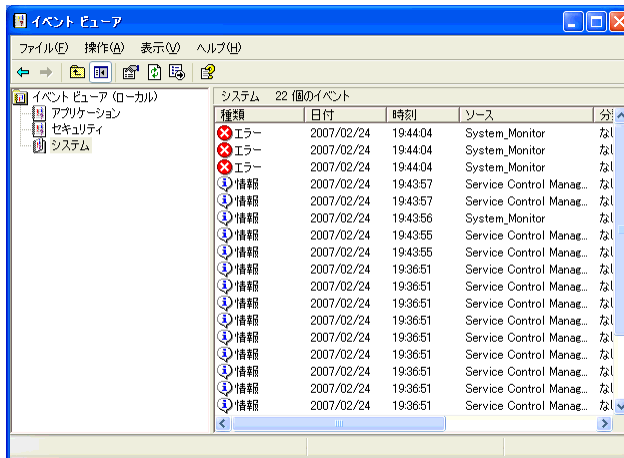 イベント ビューア
ファイル(F) 操作(A) 表示(V) ヘルプ(H)
イベント ビューア (ローカル)
アプリケーション
セキュリティ
システム
システム 22 個のイベント
種類 日付 時刻 ソース 分
エラー 2007/02/24 19:44:04 System_Monitor なし
エラー 2007/02/24 19:44:04 System_Monitor なし
エラー 2007/02/24 19:44:04 System_Monitor なし
情報 2007/02/24 19:43:57 Service Control Manag... なし
情報 2007/02/24 19:43:57 Service Control Manag... なし
情報 2007/02/24 19:43:56 System_Monitor なし
情報 2007/02/24 19:43:55 Service Control Manag... なし
情報 2007/02/24 19:43:55 Service Control Manag... なし
情報 2007/02/24 19:36:51 Service Control Manag... なし
情報 2007/02/24 19:36:51 Service Control Manag... なし
情報 2007/02/24 19:36:51 Service Control Manag... なし
情報 2007/02/24 19:36:51 Service Control Manag... なし
情報 2007/02/24 19:36:51 Service Control Manag... なし
情報 2007/02/24 19:36:51 Service Control Manag... なし
情報 2007/02/24 19:36:51 Service Control Manag... なし
情報 2007/02/24 19:36:51 Service Control Manag... なし
情報 2007/02/24 19:36:51 Service Control Manag... なし